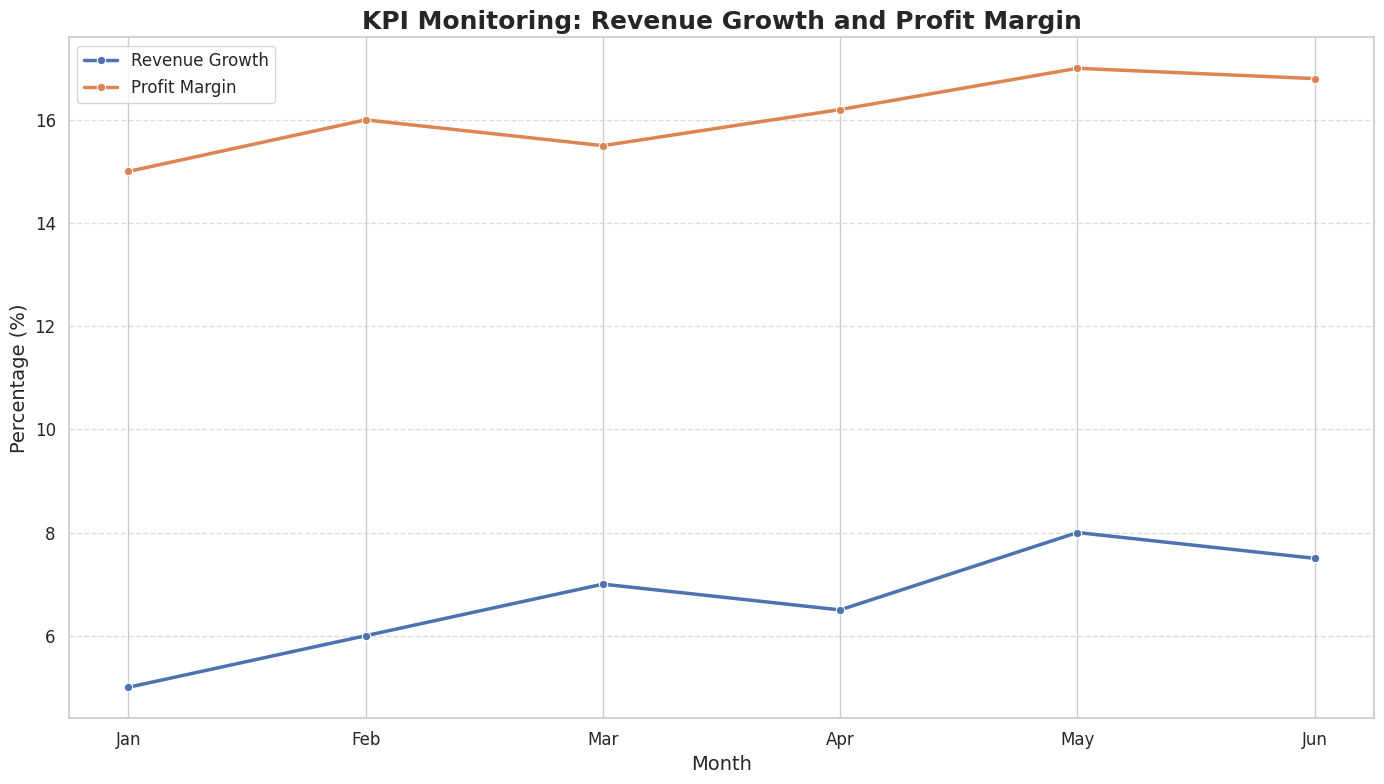 KPI Monitoring: Revenue Growth and Profit Margin
Revenue Growth
Profit Margin
16
14
12
10
8
6
Percentage (%)
Jan Feb Mar Apr May Jun
Month